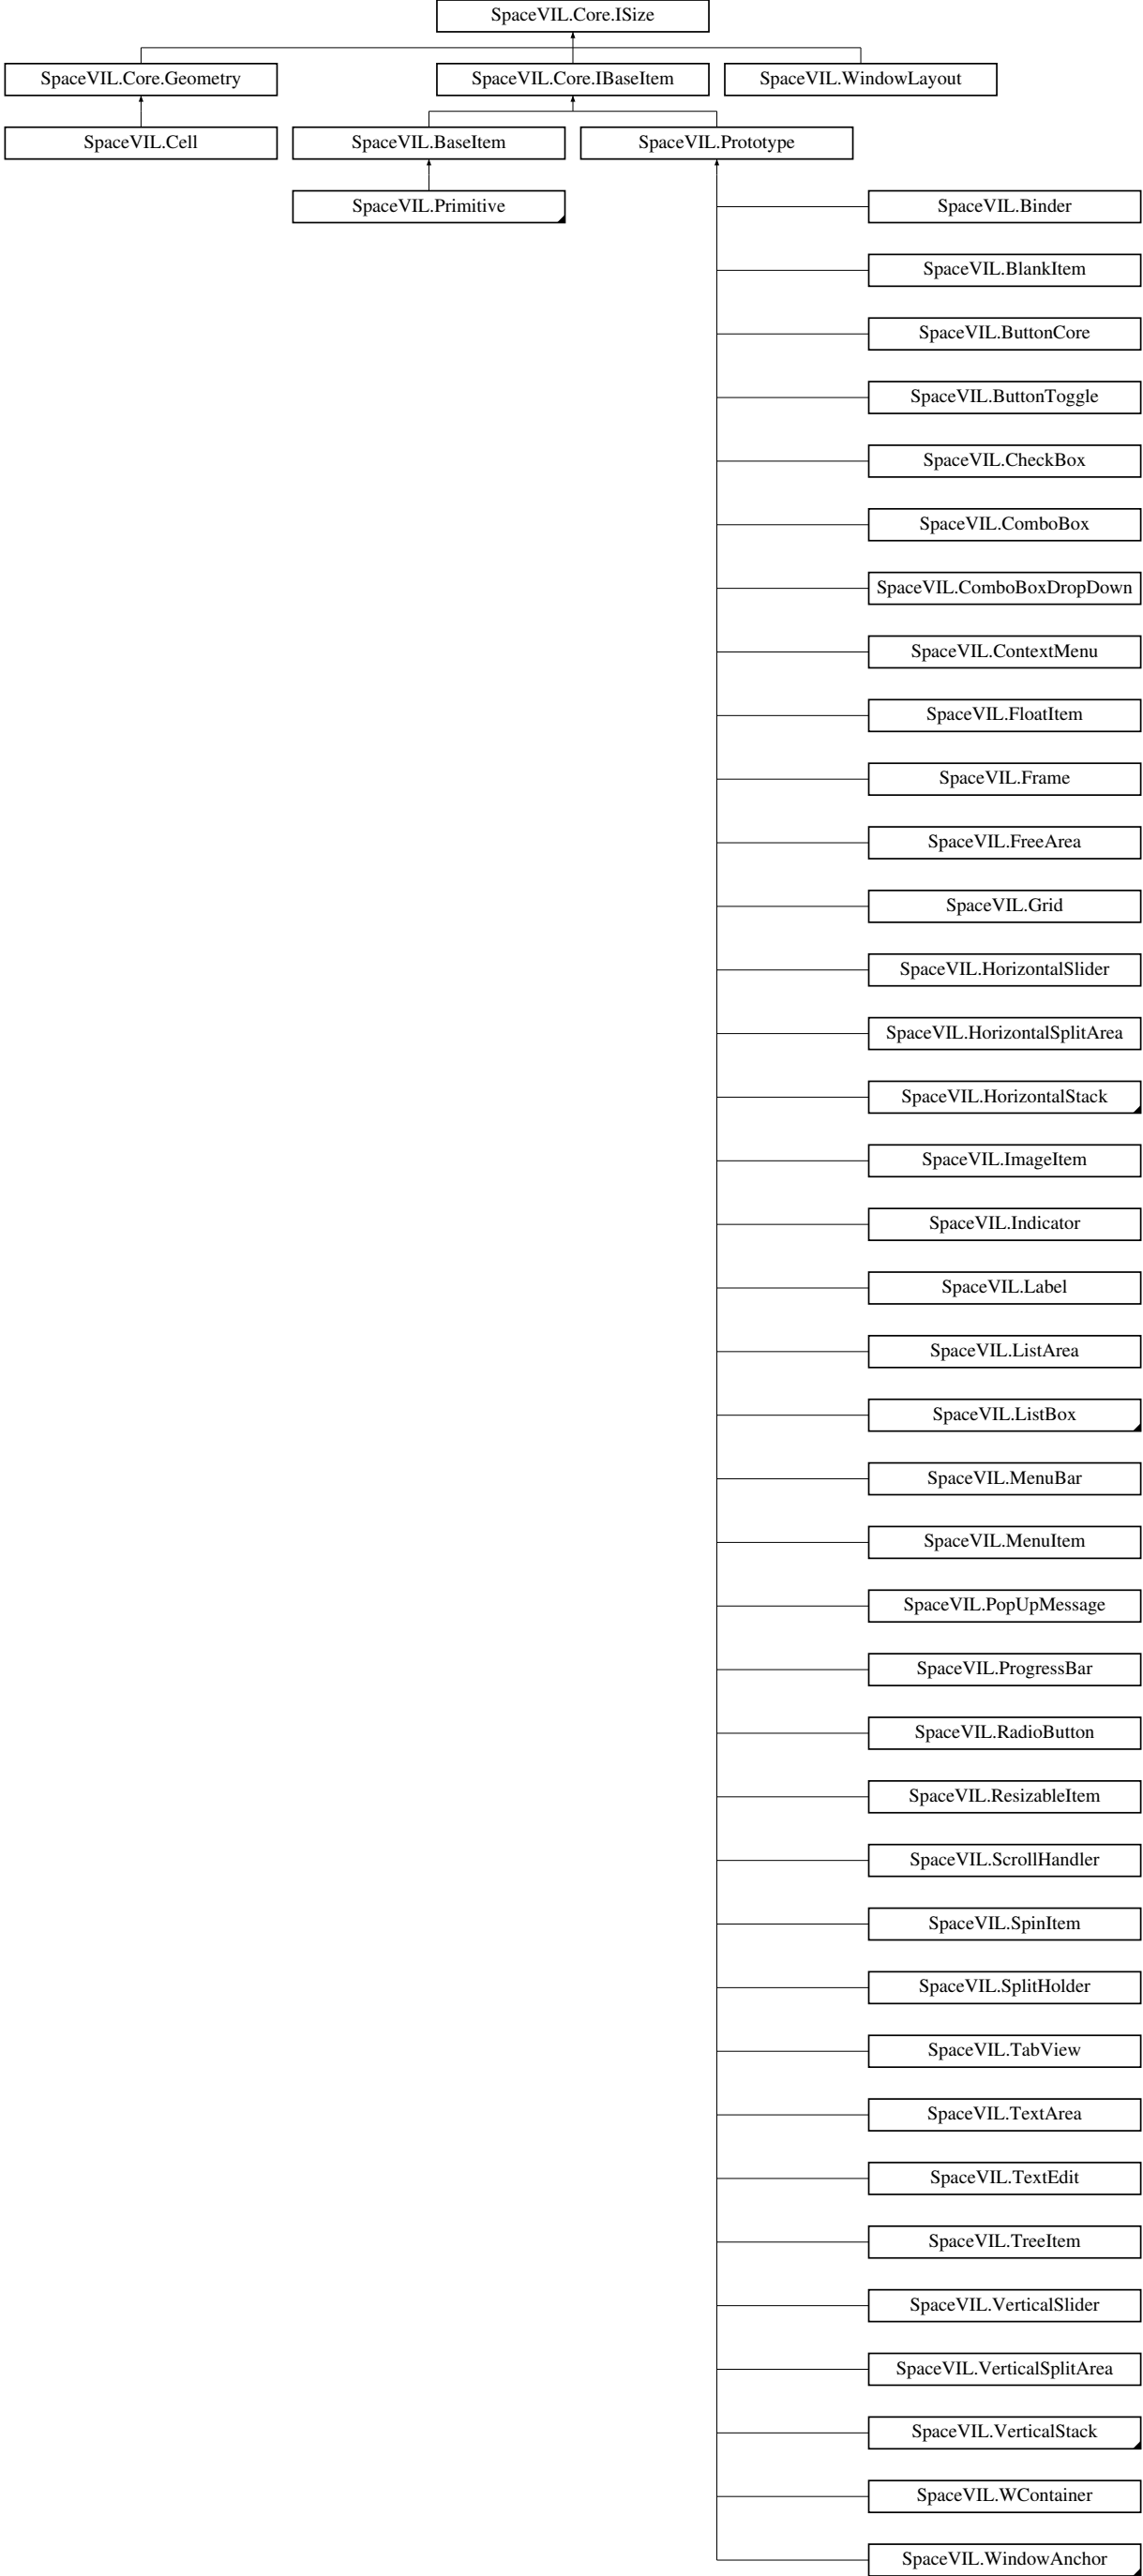 SpaceVIL.Core.ISize
SpaceVIL.Core.Geometry
SpaceVIL.Core.IBaseItem
SpaceVIL.WindowLayout
SpaceVIL.Cell
SpaceVIL.BaseItem
SpaceVIL.Prototype
SpaceVIL.Primitive
SpaceVIL.Binder
SpaceVIL.BlankItem
SpaceVIL.ButtonCore
SpaceVIL.ButtonToggle
SpaceVIL.CheckBox
SpaceVIL.ComboBox
SpaceVIL.ComboBoxDropDown
SpaceVIL.ContextMenu
SpaceVIL.FloatItem
SpaceVIL.Frame
SpaceVIL.FreeArea
SpaceVIL.Grid
SpaceVIL.HorizontalSlider
SpaceVIL.HorizontalSplitArea
SpaceVIL.HorizontalStack
SpaceVIL.ImageItem
SpaceVIL.Indicator
SpaceVIL.Label
SpaceVIL.ListArea
SpaceVIL.ListBox
SpaceVIL.MenuBar
SpaceVIL.MenuItem
SpaceVIL.PopUpMessage
SpaceVIL.ProgressBar
SpaceVIL.RadioButton
SpaceVIL.ResizableItem
SpaceVIL.ScrollHandler
SpaceVIL.SpinItem
SpaceVIL.SplitHolder
SpaceVIL.TabView
SpaceVIL.TextArea
SpaceVIL.TextEdit
SpaceVIL.TreeItem
SpaceVIL.VerticalSlider
SpaceVIL.VerticalSplitArea
SpaceVIL.VerticalStack
SpaceVIL.WContainer
SpaceVIL.WindowAnchor